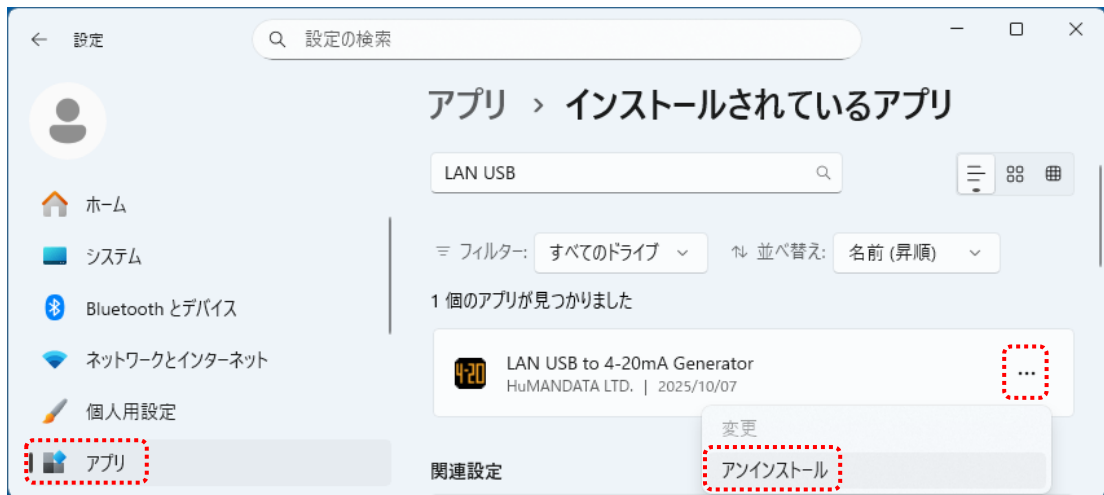 ← 設定
設定の検索
アプリ › インストールされているアプリ
LAN USB
ホーム
システム
Bluetooth とデバイス
ネットワークとインターネット
個人用設定
アプリ
フィルター: すべてのドライブ 並べ替え: 名前 (昇順)
1 個のアプリが見つかりました
4-20
LAN USB to 4-20mA Generator
HuMANDATA LTD. | 2025/10/07
…
変更
アンインストール
関連設定